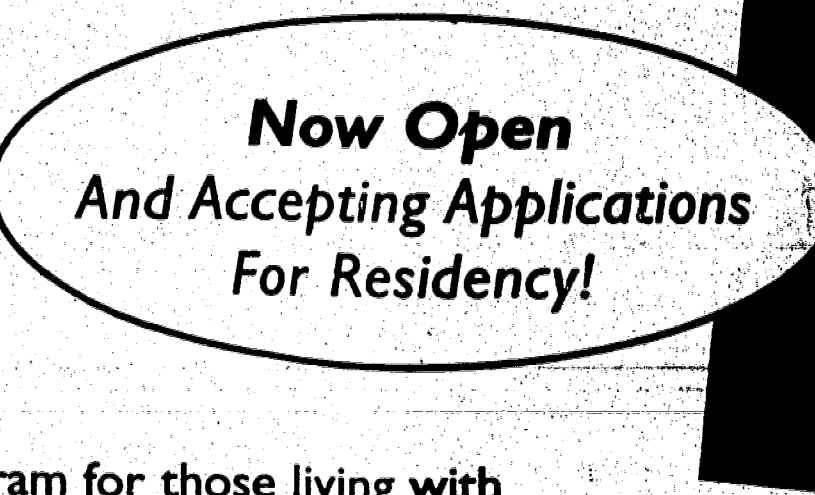 Now Open
And Accepting Applications
For Residency!
ram for those living with